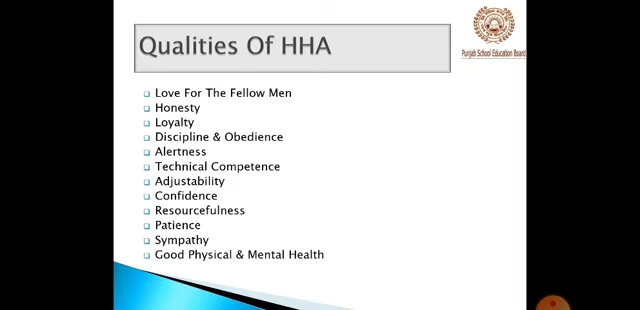 Qualities Of HHA
Punjab School Education Board
Love For The Fellow Men
Honesty
Loyalty
Discipline & Obedience
Alertness
Technical Competence
Adjustability
Confidence
Resourcefulness
Patience
Sympathy
Good Physical & Mental Health